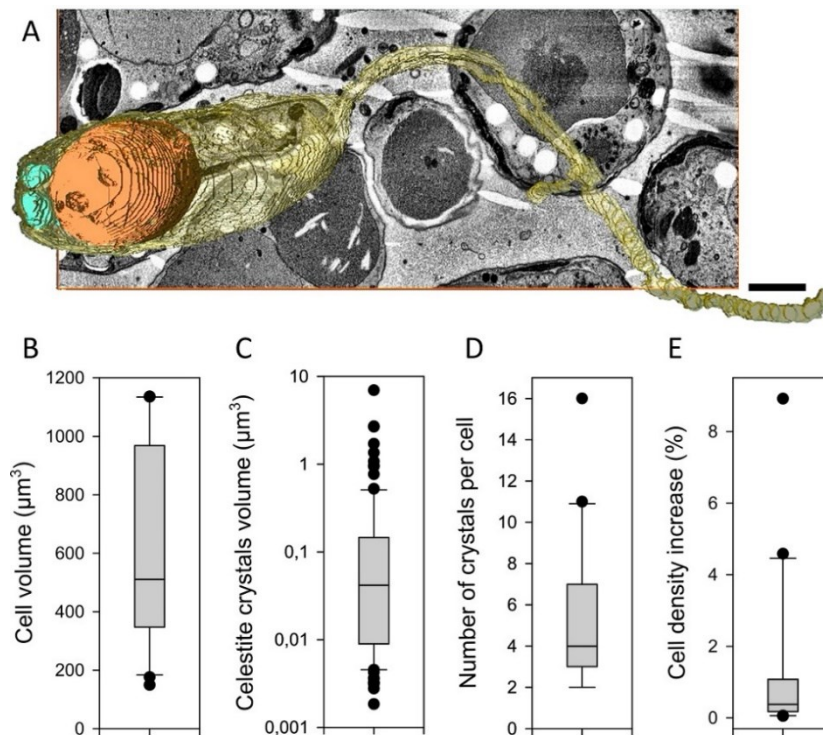 A
B
C
D
E
Cell volume (µm³)
1200
1000
800
600
400
200
0
Celestite crystals volume (µm³)
10
1
0,1
0,01
0,001
Number of crystals per cell
16
14
12
10
8
6
4
2
0
Cell density increase (%)
8
6
4
2
0